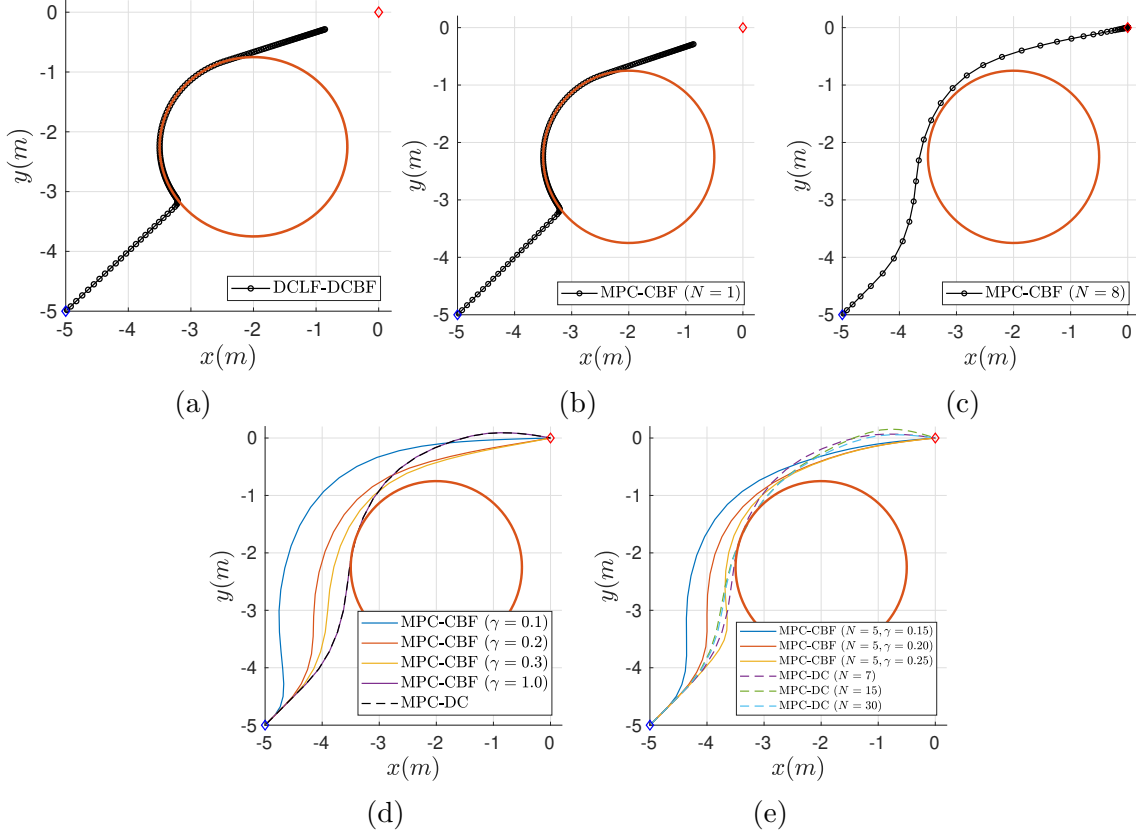 0
-1
-2
-3
-4
-5
y(m)
-5 -4 -3 -2 -1 0
x(m)
DCLF-DCBF
(a)
0
-1
-2
-3
-4
-5
y(m)
-5 -4 -3 -2 -1 0
x(m)
MPC-CBF (N = 1)
(b)
0
-1
-2
-3
-4
-5
y(m)
-5 -4 -3 -2 -1 0
x(m)
MPC-CBF (N = 8)
(c)
0
-1
-2
-3
-4
-5
y(m)
-5 -4 -3 -2 -1 0
x(m)
MPC-CBF (γ = 0.1)
MPC-CBF (γ = 0.2)
MPC-CBF (γ = 0.3)
MPC-CBF (γ = 1.0)
MPC-DC
(d)
0
-1
-2
-3
-4
-5
y(m)
-5 -4 -3 -2 -1 0
x(m)
MPC-CBF (N = 5, γ = 0.15)
MPC-CBF (N = 5, γ = 0.20)
MPC-CBF (N = 5, γ = 0.25)
MPC-DC (N = 7)
MPC-DC (N = 15)
MPC-DC (N = 30)
(e)